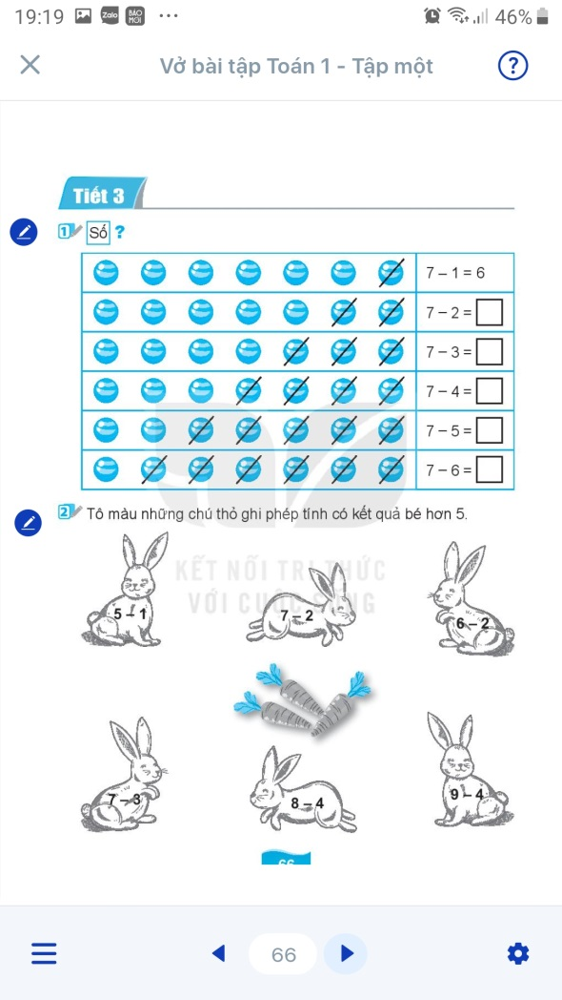 19:19 Zalo BÁO MỚI ... 46%
Vở bài tập Toán 1 - Tập một ?
Tiết 3
1 Số ?
7 – 1 = 6
7 – 2 =
7 – 3 =
7 – 4 =
7 – 5 =
7 – 6 =
2 Tô màu những chú thỏ ghi phép tính có kết quả bé hơn 5.
KẾT NỐI TRI THỨC
VỚI CUỘC SỐNG
5 – 1 7 – 2 6 – 2
7 – 3 8 – 4 9 – 4
66
66